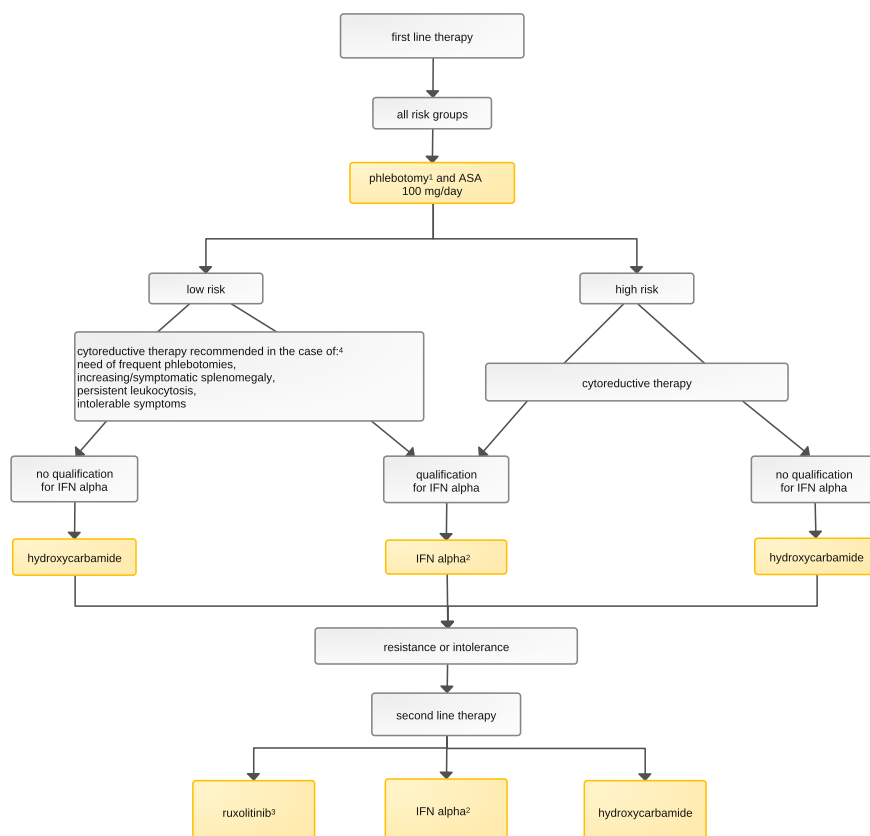 first line therapy
all risk groups
phlebotomy¹ and ASA
100 mg/day
low risk
high risk
cytoreductive therapy recommended in the case of:⁴
need of frequent phlebotomies,
increasing/symptomatic splenomegaly,
persistent leukocytosis,
intolerable symptoms
cytoreductive therapy
no qualification
for IFN alpha
qualification
for IFN alpha
no qualification
for IFN alpha
hydroxycarbamide
IFN alpha²
hydroxycarbamide
resistance or intolerance
second line therapy
ruxolitinib³
IFN alpha²
hydroxycarbamide